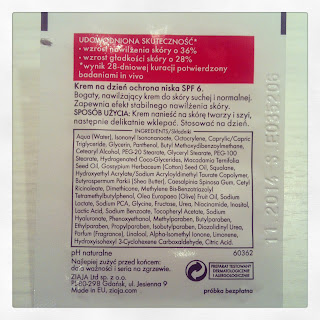 UDOWODNIONA SKUTECZNOŚĆ*
• wzrost nawilżenia skóry o 36%
• wzrost gładkości skóry o 28%
*wynik 28-dniowej kuracji potwierdzony
badaniami in vivo
Krem na dzień ochrona niska SPF 6.
Bogaty, nawilżający krem do skóry suchej i normalnej.
Zapewnia efekt stabilnego nawilżenia skóry.
SPOSÓB UŻYCIA: Krem nanieść na skórę twarzy i szyi,
następnie delikatnie wklepać. Stosować na dzień.
INGREDIENTS/Składniki
Aqua (Water), Isononyl Isononanoate, Octocrylene, Caprylic/Capric
Triglyceride, Glycerin, Panthenol, Butyl Methoxydibenzoylmethane,
Cetearyl Alcohol, PEG-20 Stearate, Glyceryl Stearate, PEG-100
Stearate, Hydrogenated Coco-Glycerides, Macadamia Ternifolia
Seed Oil, Gossypium Herbaceum (Cotton) Seed Oil, Squalane,
Hydroxyethyl Acrylate/Sodium Acryloyldimethyl Taurate Copolymer,
Butyrospermum Parkii (Shea Butter), Caesalpinia Spinosa Gum, Cetyl
Ricinoleate, Dimethicone, Methylene Bis-Benzotriazolyl
Tetramethylbutylphenol, Olea Europaea (Olive) Fruit Oil, Sodium
Lactate, Sodium PCA, Glycine, Fructose, Urea, Niacinamide, Inositol,
Lactic Acid, Sodium Benzoate, Tocopheryl Acetate, Sodium
Hyaluronate, Phenoxyethanol, Methylparaben, Butylparaben,
Ethylparaben, Propylparaben, Isobutylparaben, Diazolidinyl Urea,
Parfum (Fragrance), Linalool, Alpha-Isomethyl Ionone, Limonene,
Hydroxyisohexyl 3-Cyclohexene Carboxaldehyde, Citric Acid.
pH naturalne
60362
Najlepiej zużyć przed końcem:
data ważności i seria na zgrzewie.
ZIAJA Ltd sp. z o.o.
PL80-298 Gdańsk, ul. Jesienna 9
Made in EU, ziaja.com
PREPARAT TESTOWANY
DERMATOLOGICZNIE
I ALERGOLOGICZNIE
próbka bezpłatna